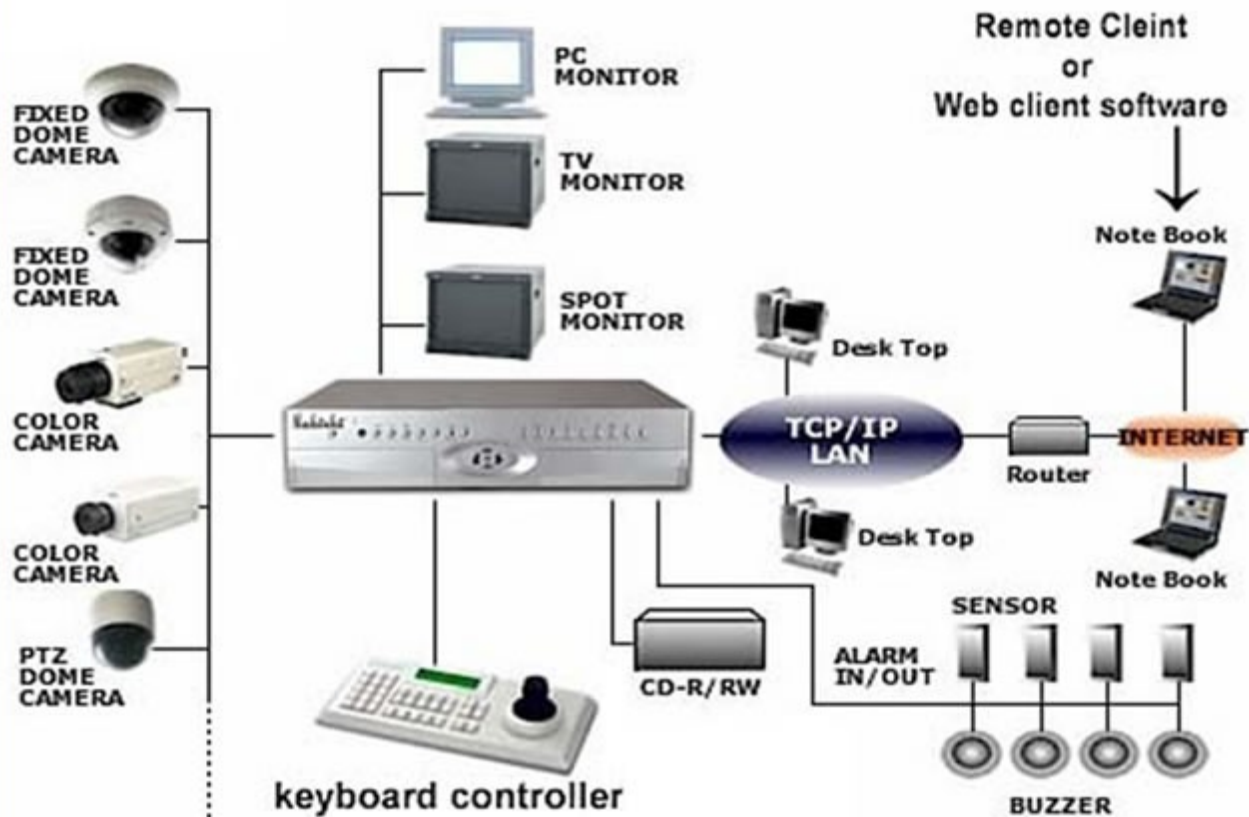 FIXED
DOME
CAMERA
FIXED
DOME
CAMERA
COLOR
CAMERA
COLOR
CAMERA
PTZ
DOME
CAMERA
PC
MONITOR
TV
MONITOR
SPOT
MONITOR
keyboard controller
CD-R/RW
Desk Top
TCP/IP
LAN
Desk Top
Router
Remote Cleint
or
Web client software
Note Book
INTERNET
Note Book
SENSOR
ALARM
IN/OUT
BUZZER